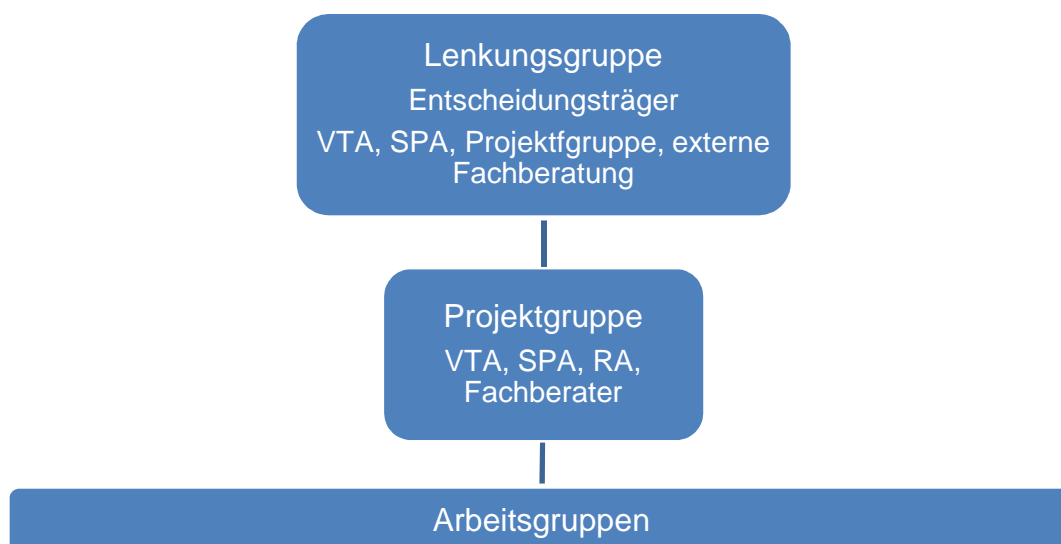 Lenkungsgruppe
Entscheidungsträger
VTA, SPA, Projektfgruppe, externe
Fachberatung
Projektgruppe
VTA, SPA, RA,
Fachberater
Arbeitsgruppen